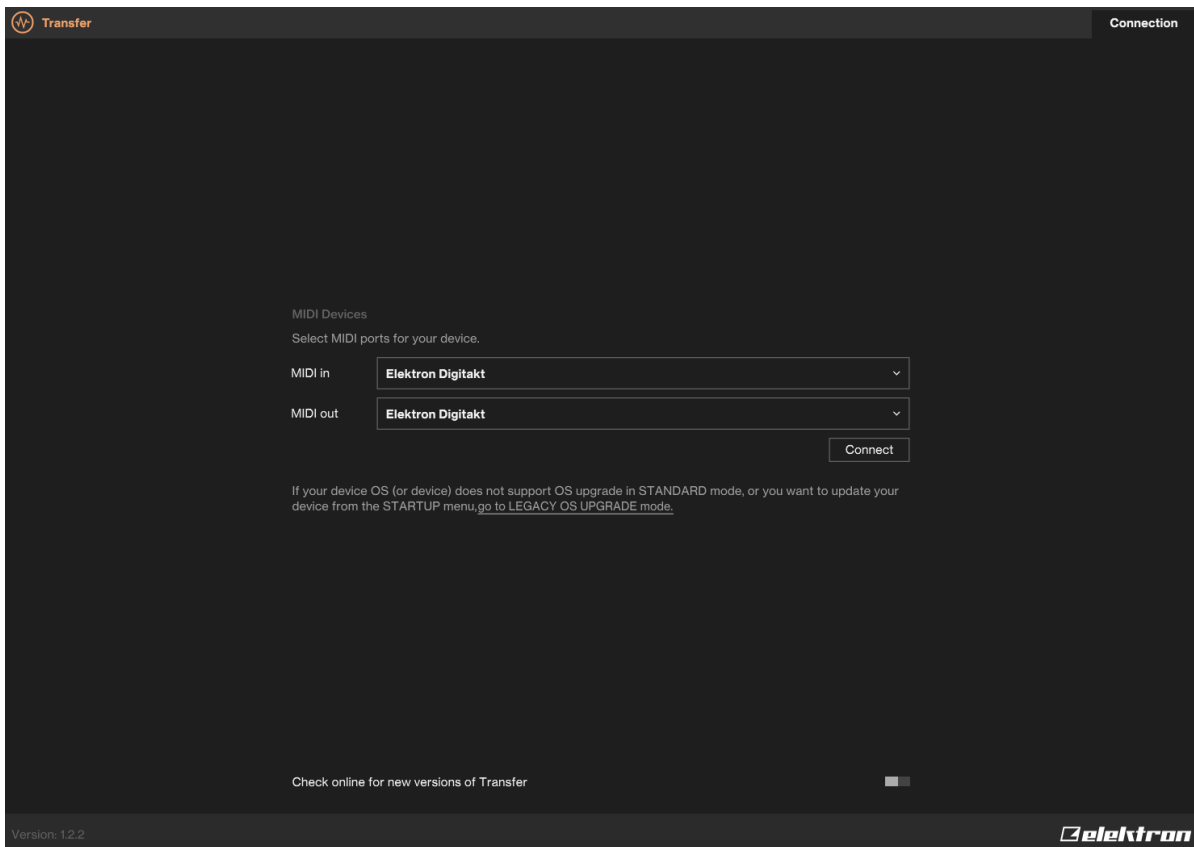 Transfer
Connection
MIDI Devices
Select MIDI ports for your device.
MIDI in
Elektron Digitakt
MIDI out
Elektron Digitakt
Connect
If your device OS (or device) does not support OS upgrade in STANDARD mode, or you want to update your
device from the STARTUP menu,go to LEGACY OS UPGRADE mode.
Check online for new versions of Transfer
Version: 1.2.2
elektron